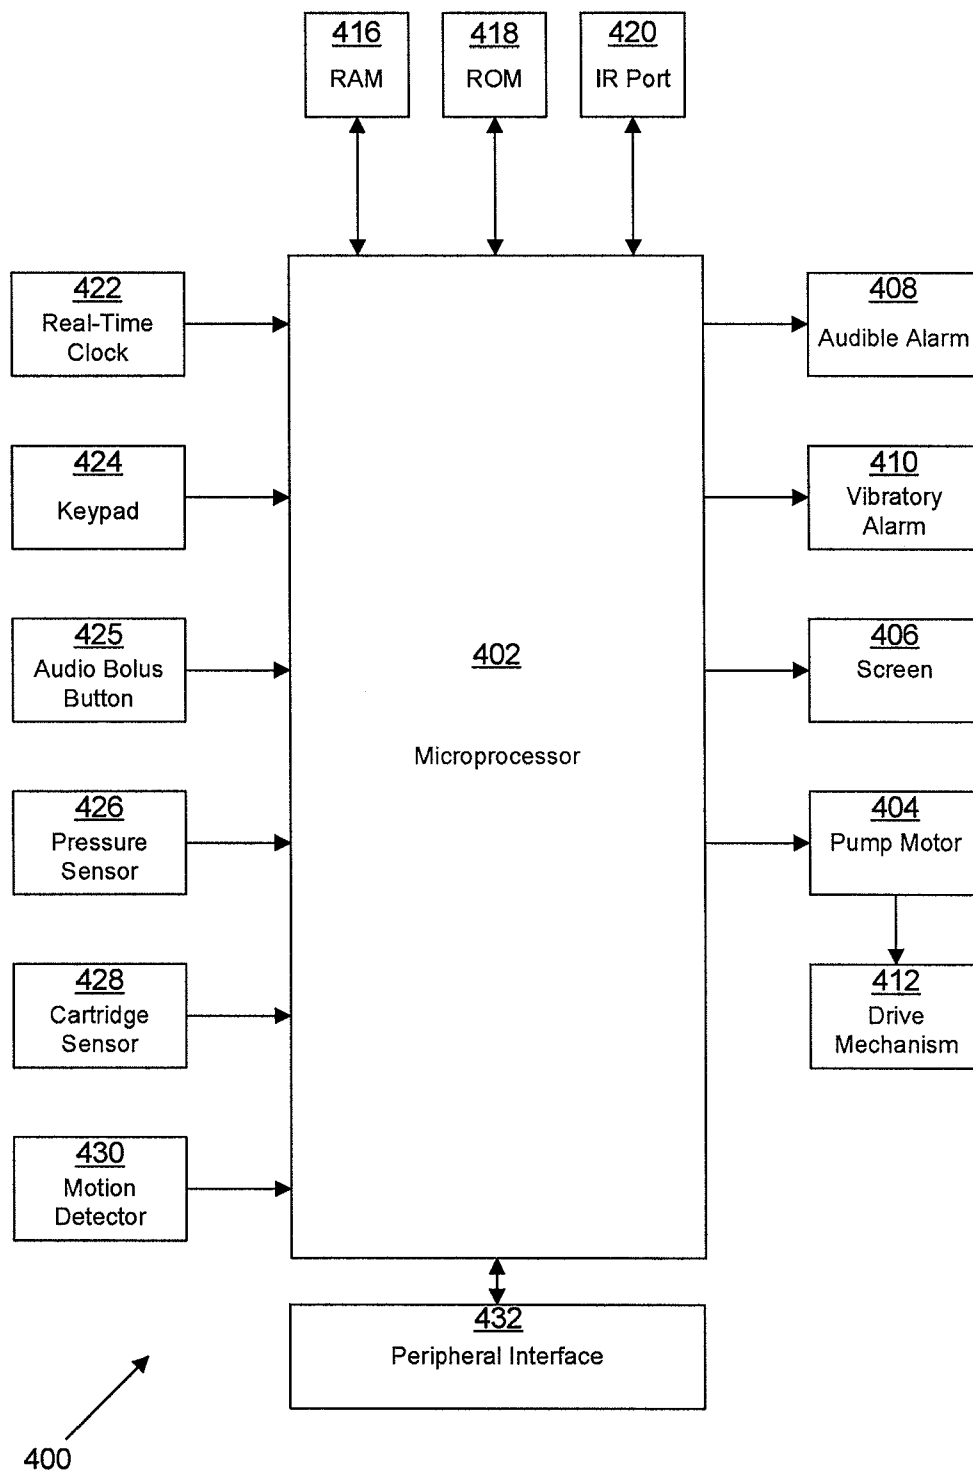 416
RAM
418
ROM
420
IR Port
422
Real-Time
Clock
424
Keypad
425
Audio Bolus
Button
426
Pressure
Sensor
428
Cartridge
Sensor
430
Motion
Detector
402
Microprocessor
408
Audible Alarm
410
Vibratory
Alarm
406
Screen
404
Pump Motor
412
Drive
Mechanism
432
Peripheral Interface
400